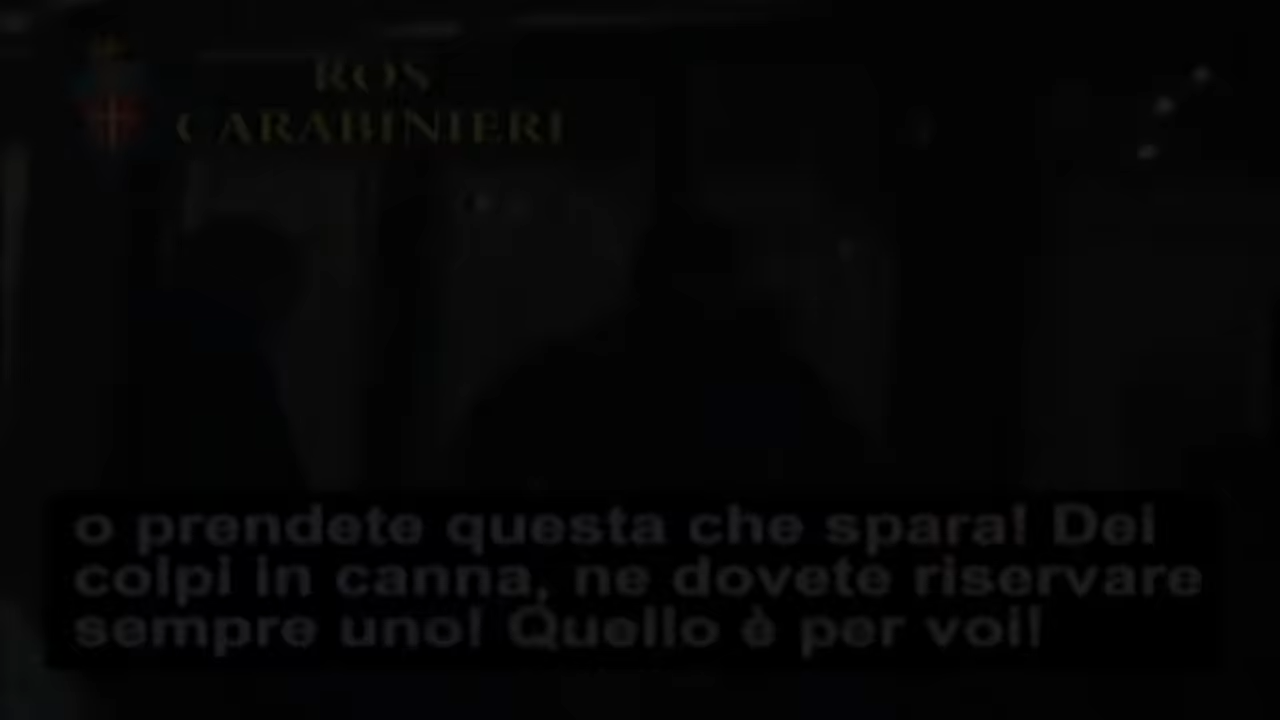 ROS
CARABINIERI
o prendete questa che spara! Dei
colpi in canna, ne dovete riservare
sempre uno! Quello è per voi!